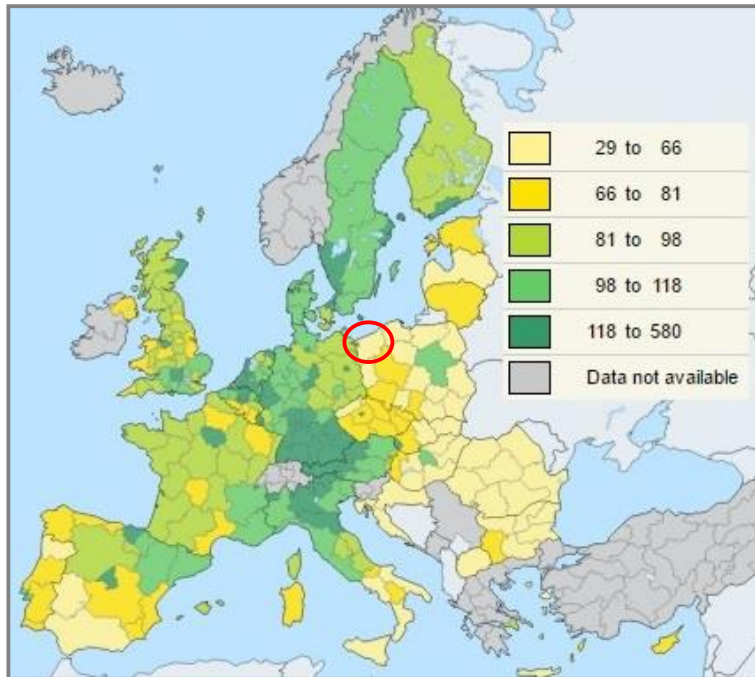 29 to 66
66 to 81
81 to 98
98 to 118
118 to 580
Data not available